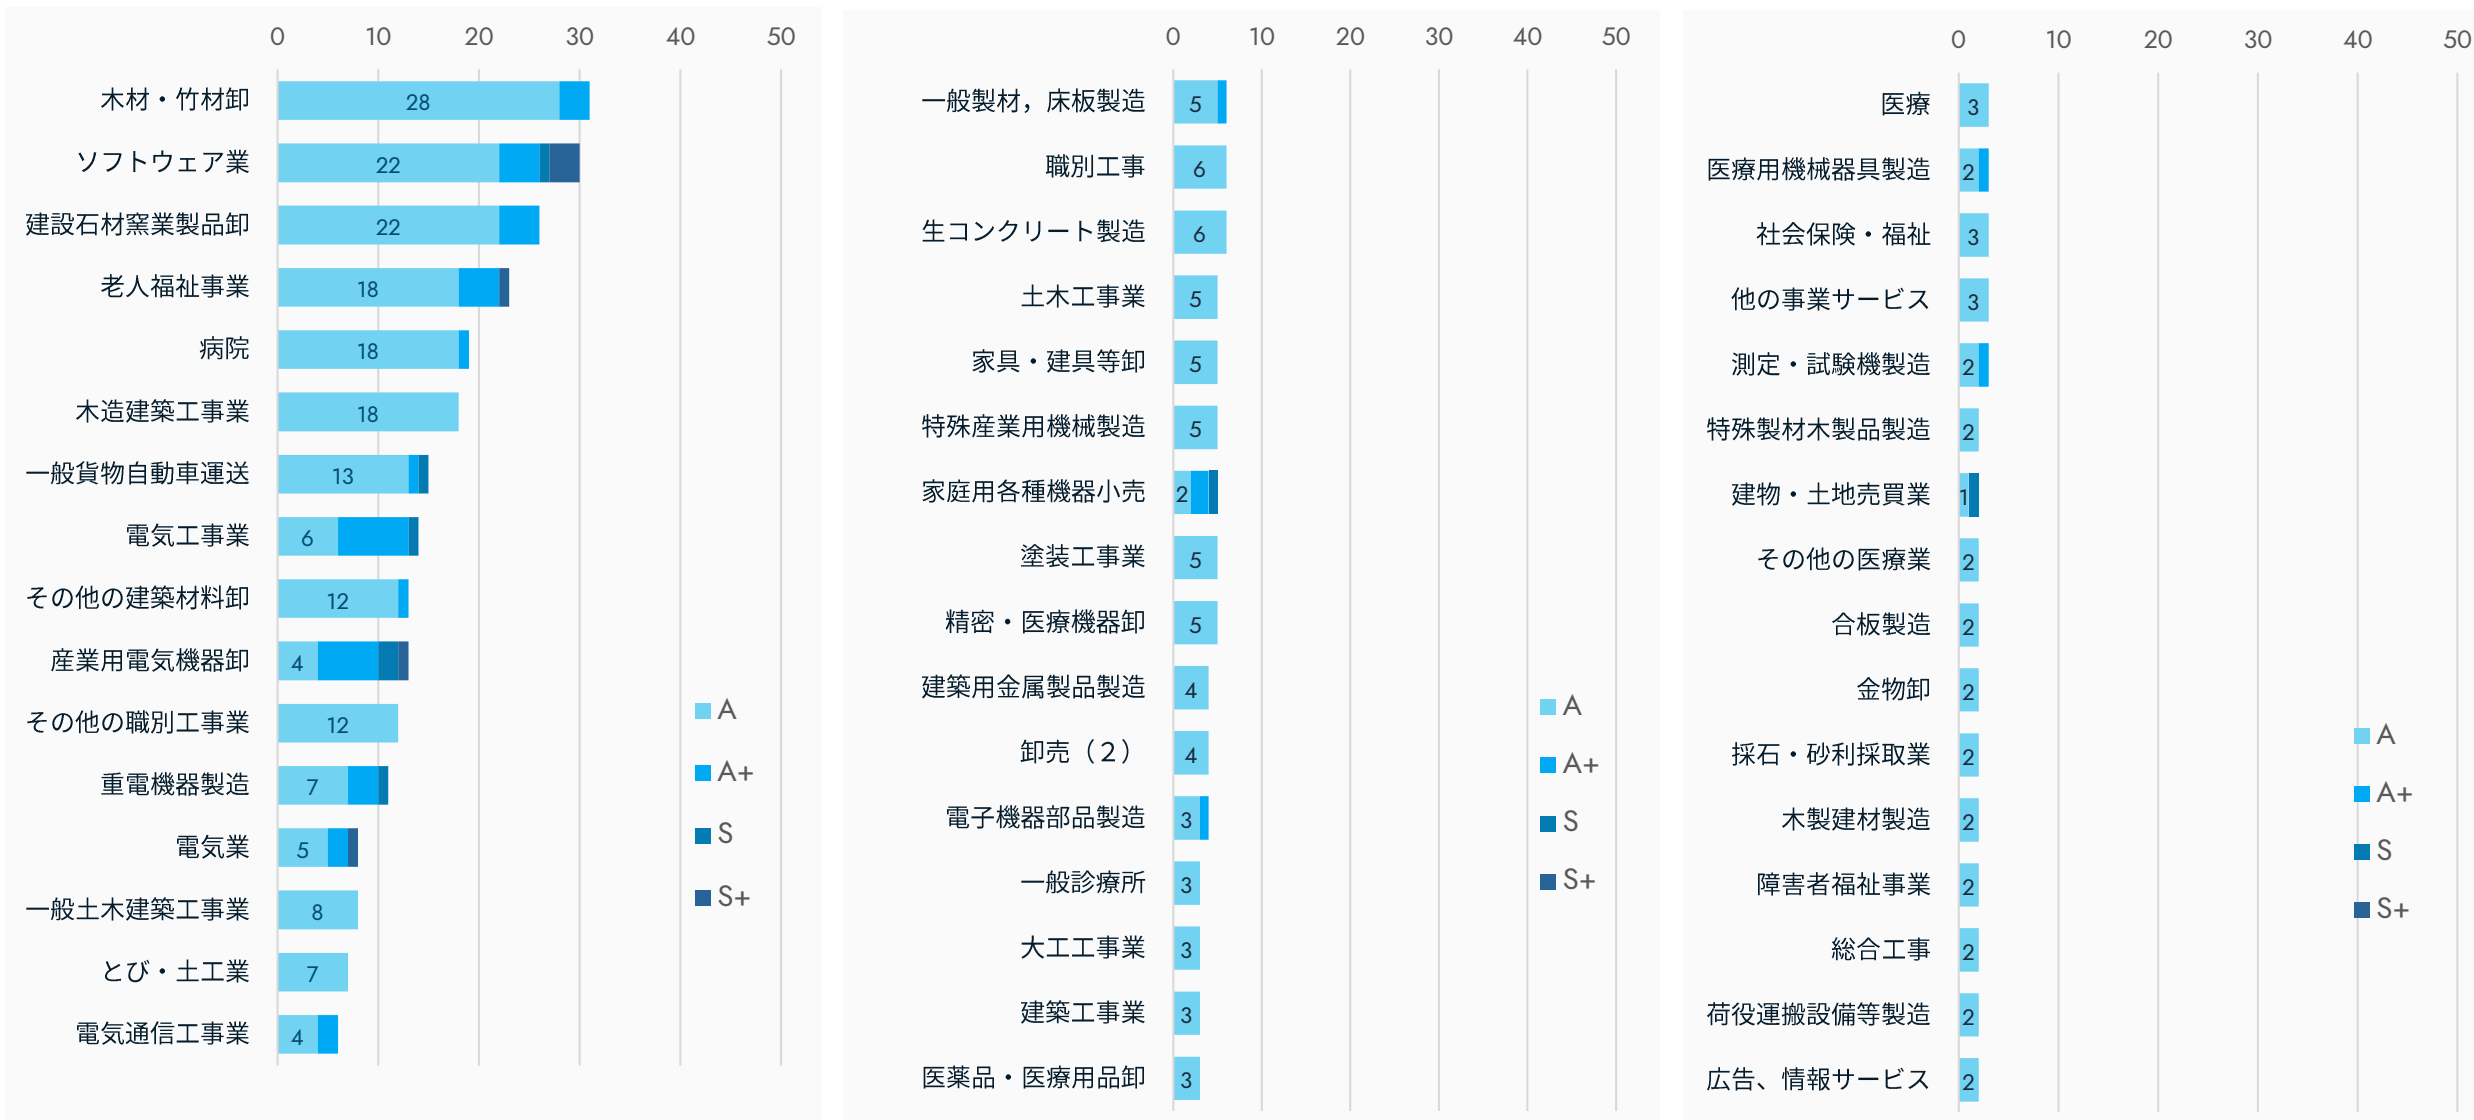 0 10 20 30 40 50
木材・竹材卸 28
ソフトウェア業 22
建設石材窯業製品卸 22
老人福祉事業 18
病院 18
木造建築工事業 18
一般貨物自動車運送 13
電気工事業 6
その他の建築材料卸 12
産業用電気機器卸 4
その他の職別工事業 12
重電機器製造 7
電気業 5
一般土木建築工事業 8
とび・土工業 7
電気通信工事業 4
A
A+
S
S+
0 10 20 30 40 50
一般製材，床板製造 5
職別工事 6
生コンクリート製造 6
土木工事業 5
家具・建具等卸 5
特殊産業用機械製造 5
家庭用各種機器小売 2
塗装工事業 5
精密・医療機器卸 5
建築用金属製品製造 4
卸売（２） 4
電子機器部品製造 3
一般診療所 3
大工工事業 3
建築工事業 3
医薬品・医療用品卸 3
A
A+
S
S+
0 10 20 30 40 50
医療 3
医療用機械器具製造 2
社会保険・福祉 3
他の事業サービス 3
測定・試験機製造 2
特殊製材木製品製造 2
建物・土地売買業 1
その他の医療業 2
合板製造 2
金物卸 2
採石・砂利採取業 2
木製建材製造 2
障害者福祉事業 2
総合工事 2
荷役運搬設備等製造 2
広告、情報サービス 2
A
A+
S
S+